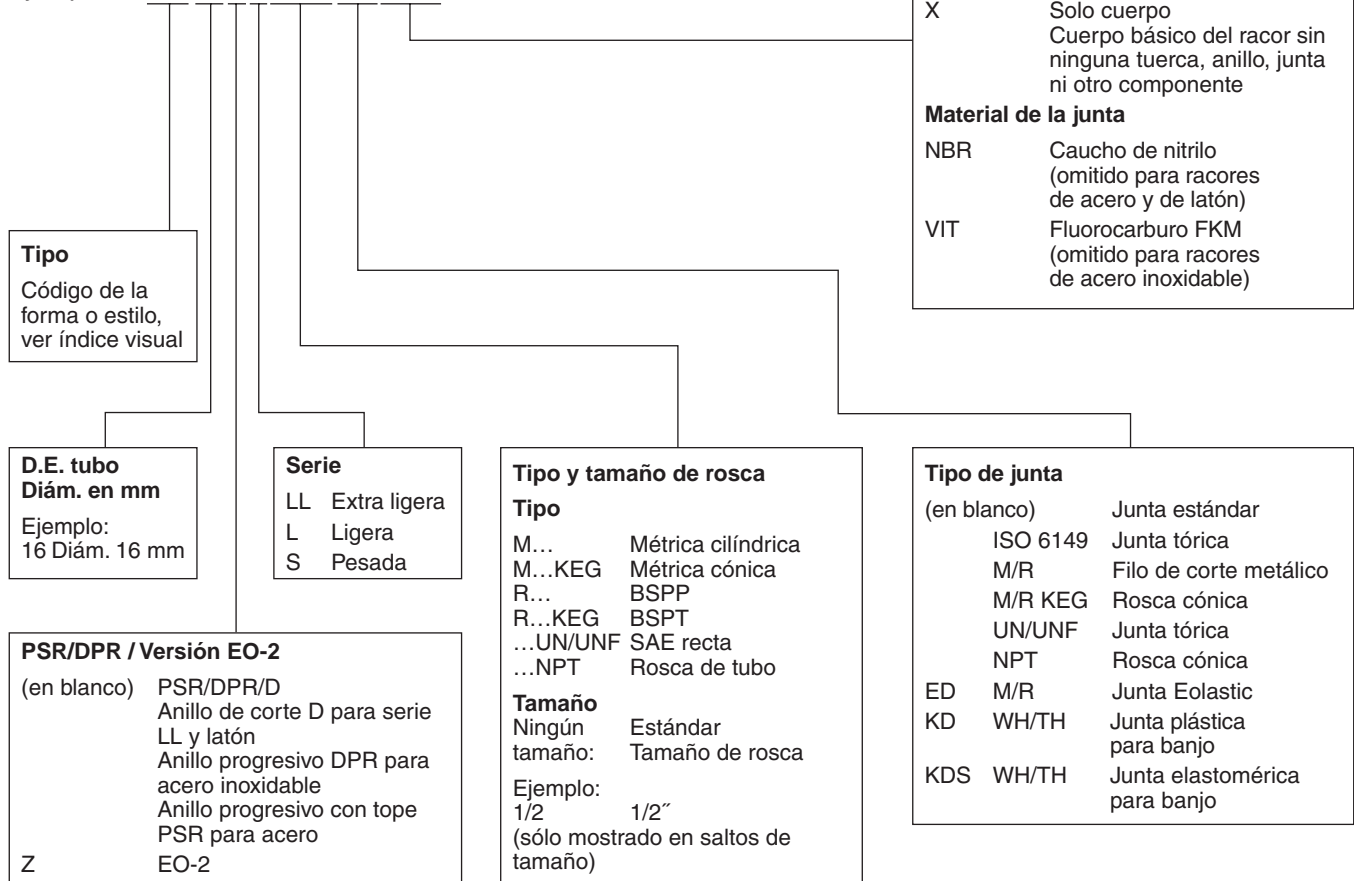 X Solo cuerpo
Cuerpo básico del racor sin
ninguna tuerca, anillo, junta
ni otro componente
Material de la junta
NBR Caucho de nitrilo
(omitido para racores
de acero y de latón)
VIT Fluorocarburo FKM
(omitido para racores
de acero inoxidable)
Tipo
Código de la
forma o estilo,
ver índice visual
D.E. tubo
Diám. en mm
Ejemplo:
16 Diám. 16 mm
Serie
LL Extra ligera
L Ligera
S Pesada
PSR/DPR / Versión EO-2
(en blanco) PSR/DPR/D
Anillo de corte D para serie
LL y latón
Anillo progresivo DPR para
acero inoxidable
Anillo progresivo con tope
PSR para acero
Z EO-2
Tipo y tamaño de rosca
Tipo
M… Métrica cilíndrica
M…KEG Métrica cónica
R… BSPP
R…KEG BSPT
…UN/UNF SAE recta
…NPT Rosca de tubo
Tamaño
Ningún Estándar
tamaño: Tamaño de rosca
Ejemplo:
1/2 1/2˝
(sólo mostrado en saltos de
tamaño)
Tipo de junta
(en blanco) Junta estándar
ISO 6149 Junta tórica
M/R Filo de corte metálico
M/R KEG Rosca cónica
UN/UNF Junta tórica
NPT Rosca cónica
ED M/R Junta Eolastic
KD WH/TH Junta plástica
para banjo
KDS WH/TH Junta elastomérica
para banjo